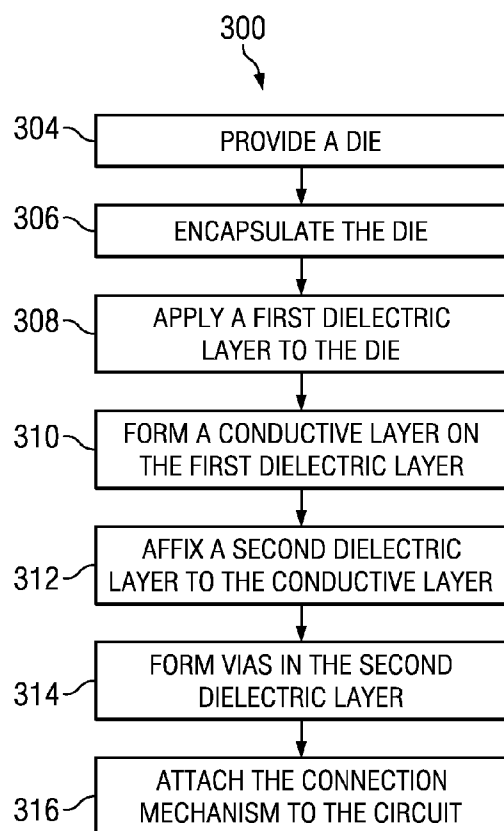 300
304
PROVIDE A DIE
306
ENCAPSULATE THE DIE
308
APPLY A FIRST DIELECTRIC
LAYER TO THE DIE
310
FORM A CONDUCTIVE LAYER ON
THE FIRST DIELECTRIC LAYER
312
AFFIX A SECOND DIELECTRIC
LAYER TO THE CONDUCTIVE LAYER
314
FORM VIAS IN THE SECOND
DIELECTRIC LAYER
316
ATTACH THE CONNECTION
MECHANISM TO THE CIRCUIT